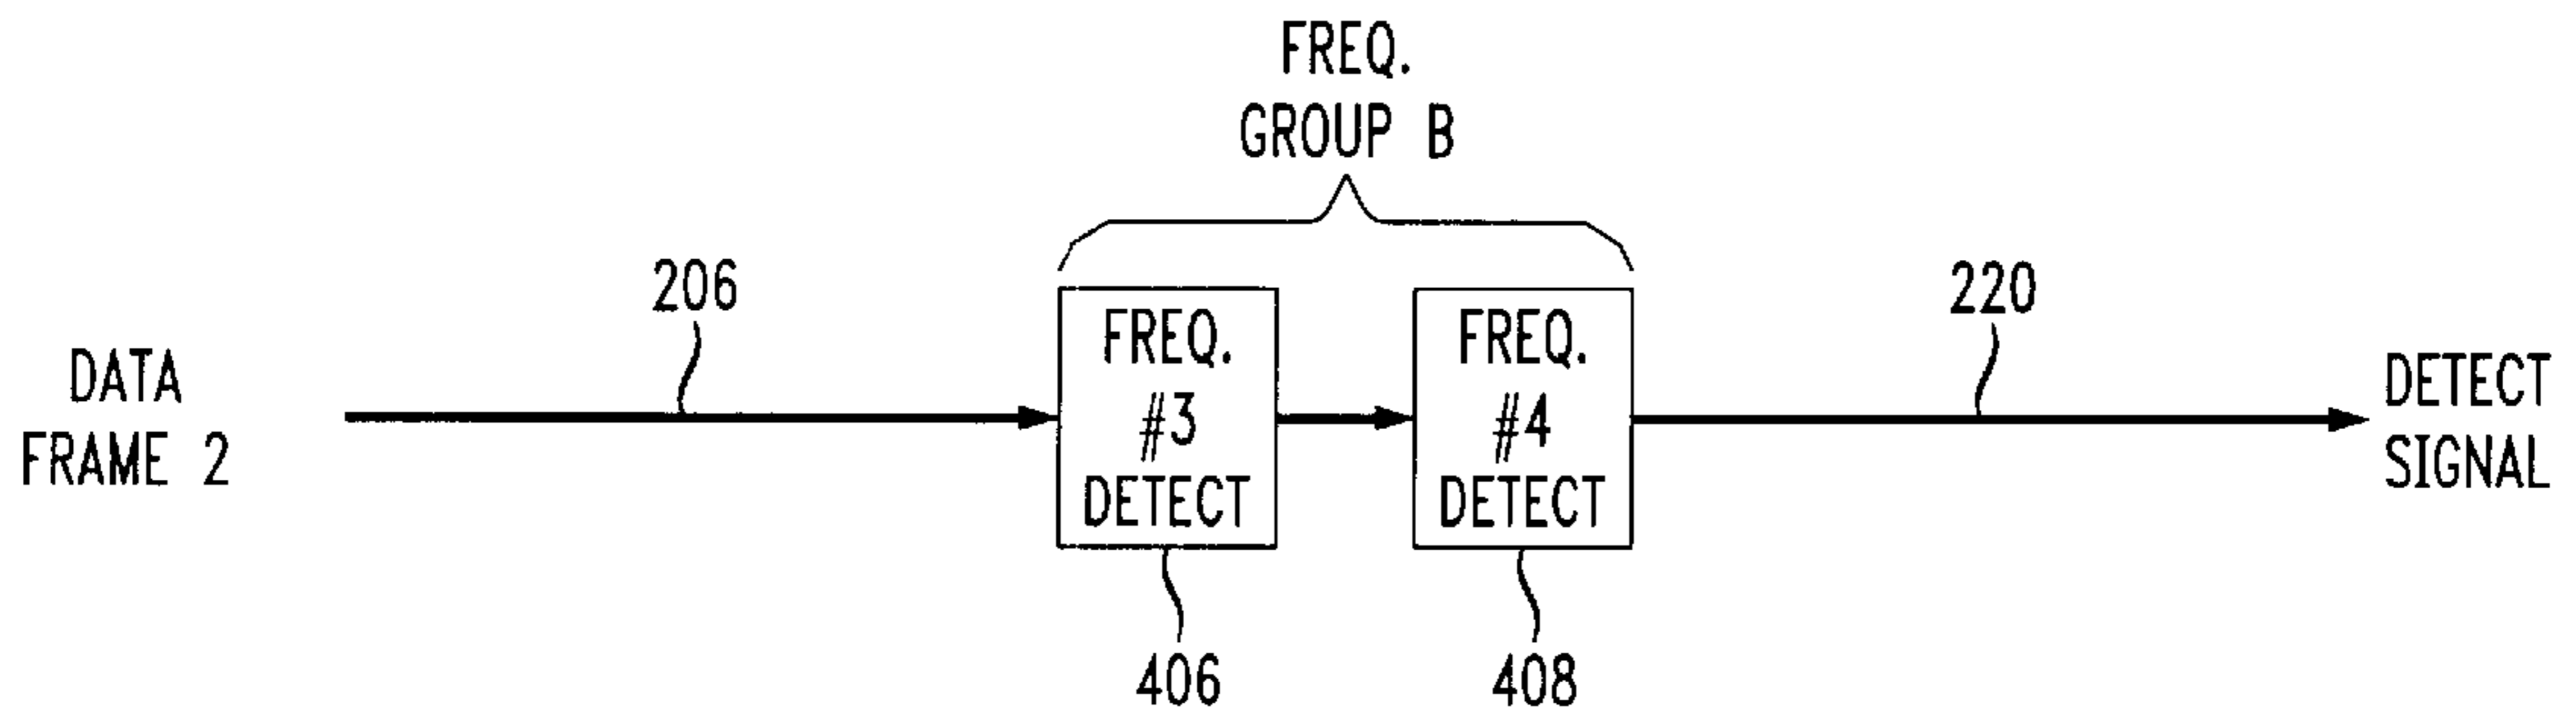 FREQ.
GROUP B
206
220
DATA
FRAME 2
FREQ.
#3
DETECT
FREQ.
#4
DETECT
DETECT
SIGNAL
406
408